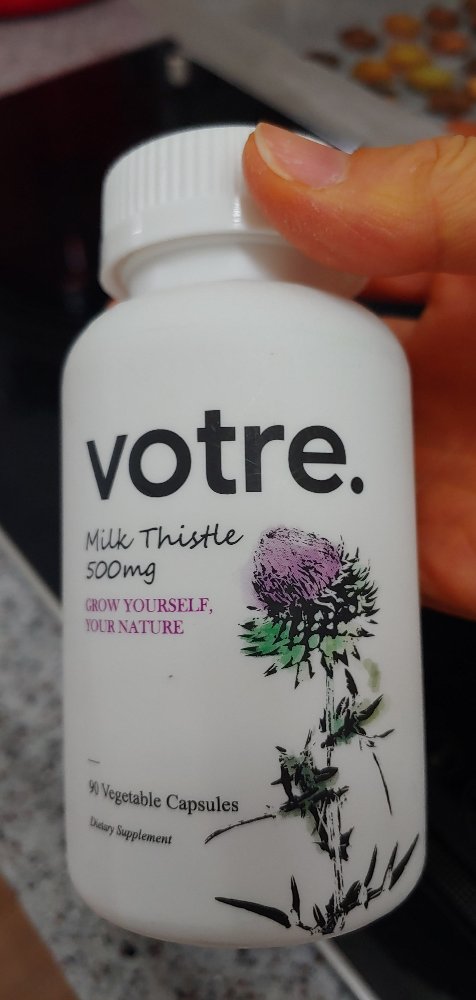 votre.
Milk Thistle
500mg
GROW YOURSELF,
YOUR NATURE
90 Vegetable Capsules
Dietary Supplement